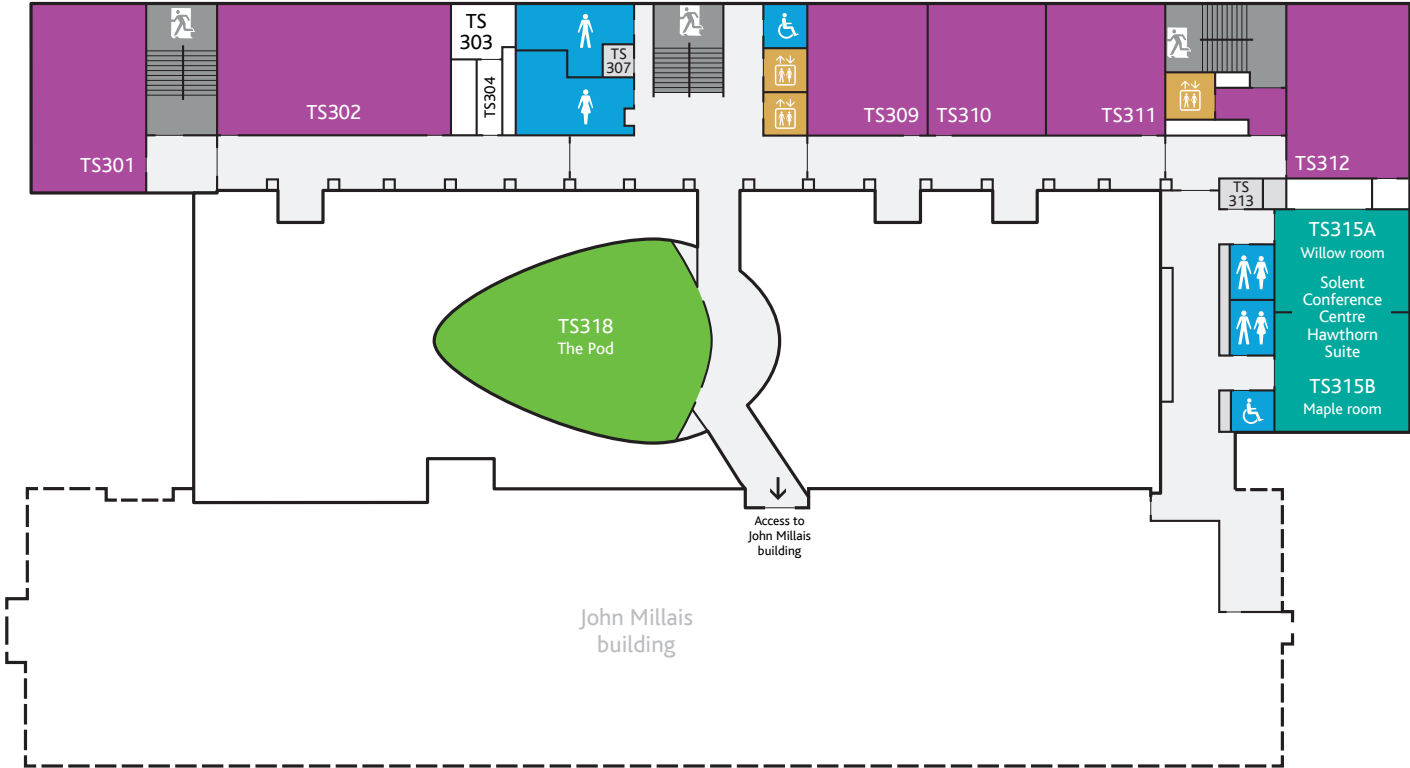 TS
303
TS304
TS
307
TS301
TS302
TS309
TS310
TS311
TS312
TS
313
TS315A
Willow room
Solent
Conference
Centre
Hawthorn
Suite
TS315B
Maple room
TS318
The Pod
Access to
John Millais
building
John Millais
building